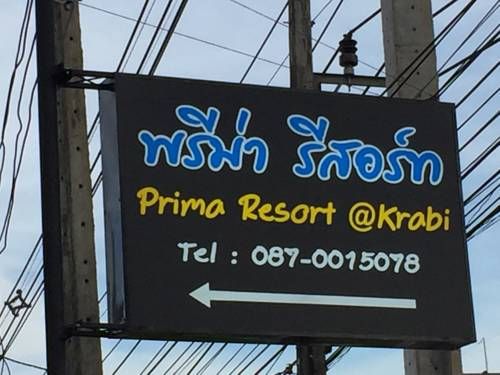 พรีม่า รีสอร์ท
Prima Resort @Krabi
Tel : 087-0015078